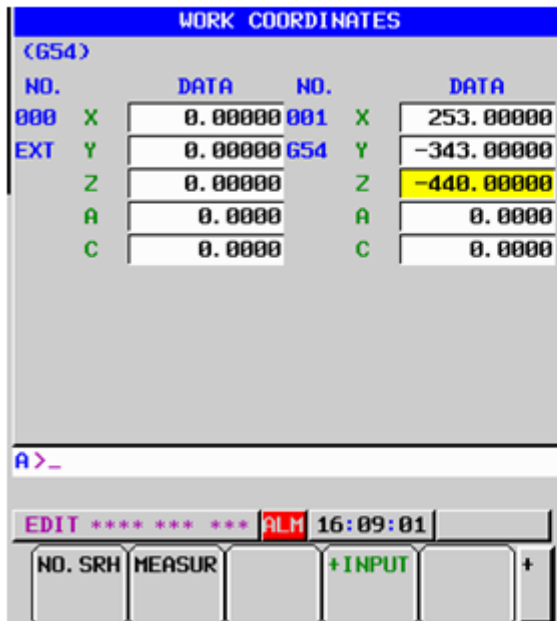 WORK COORDINATES
(G54)
NO. DATA NO. DATA
000 X 0.00000 001 X 253.00000
EXT Y 0.00000 G54 Y -343.00000
Z 0.00000 Z -440.00000
A 0.0000 A 0.0000
C 0.0000 C 0.0000
A>_
EDIT **** *** *** ALM 16:09:01
NO.SRH MEASUR +INPUT +